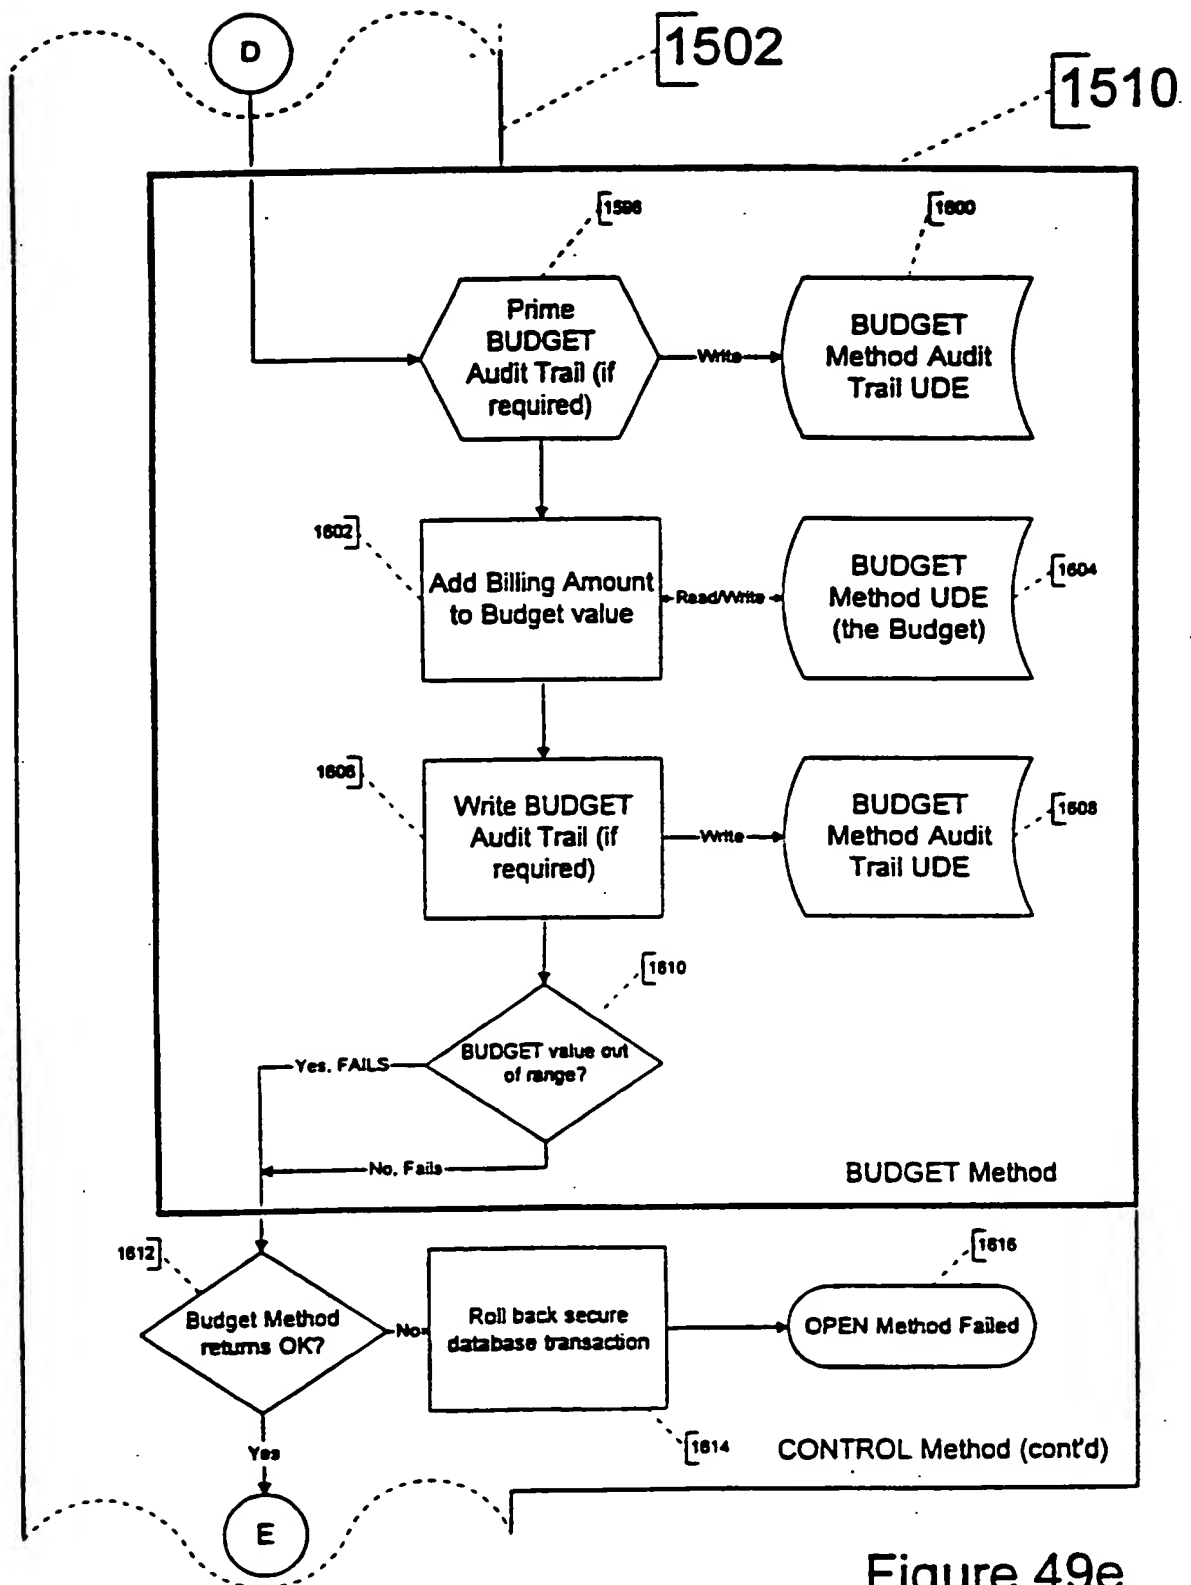 D
1502
1510
1596
1600
Prime
BUDGET
Audit Trail (if
required)
Write
BUDGET
Method Audit
Trail UDE
1602
Add Billing Amount
to Budget value
Read/Write
BUDGET
Method UDE
(the Budget)
1604
1606
Write BUDGET
Audit Trail (if
required)
Write
BUDGET
Method Audit
Trail UDE
1608
1610
BUDGET value out
of range?
Yes, FAILS
No, Fails
BUDGET Method
1612
Budget Method
returns OK?
No
Roll back secure
database transaction
1616
OPEN Method Failed
1614
Yes
CONTROL Method (cont'd)
E
Figure 49e